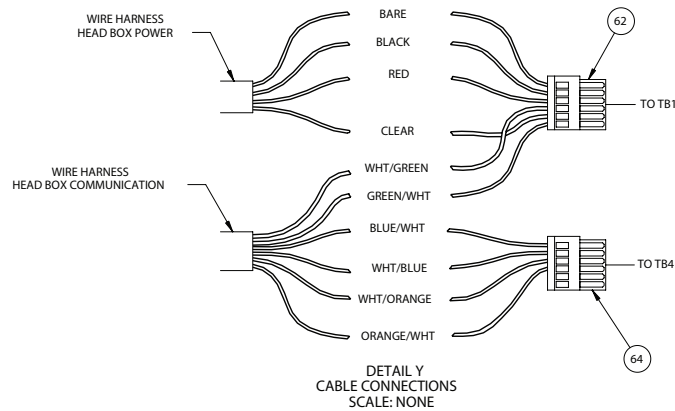 WIRE HARNESS
HEAD BOX POWER
BARE
BLACK
RED
CLEAR
62
TO TB1
WIRE HARNESS
HEAD BOX COMMUNICATION
WHT/GREEN
GREEN/WHT
BLUE/WHT
WHT/BLUE
WHT/ORANGE
ORANGE/WHT
TO TB4
64
DETAIL Y
CABLE CONNECTIONS
SCALE: NONE